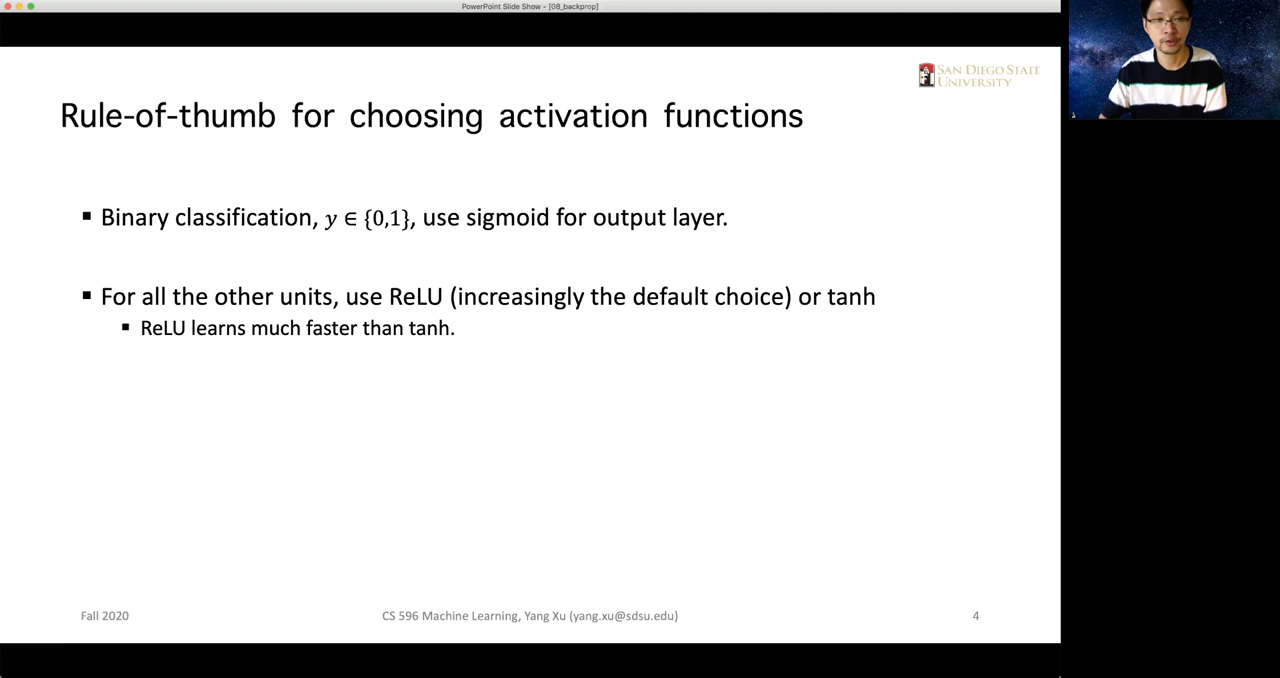 PowerPoint Slide Show - [08_backprop]
SAN DIEGO STATE
UNIVERSITY
Rule-of-thumb for choosing activation functions
▪ Binary classification, y ∈ {0,1}, use sigmoid for output layer.
▪ For all the other units, use ReLU (increasingly the default choice) or tanh
▪ ReLU learns much faster than tanh.
Fall 2020
CS 596 Machine Learning, Yang Xu (yang.xu@sdsu.edu)
4